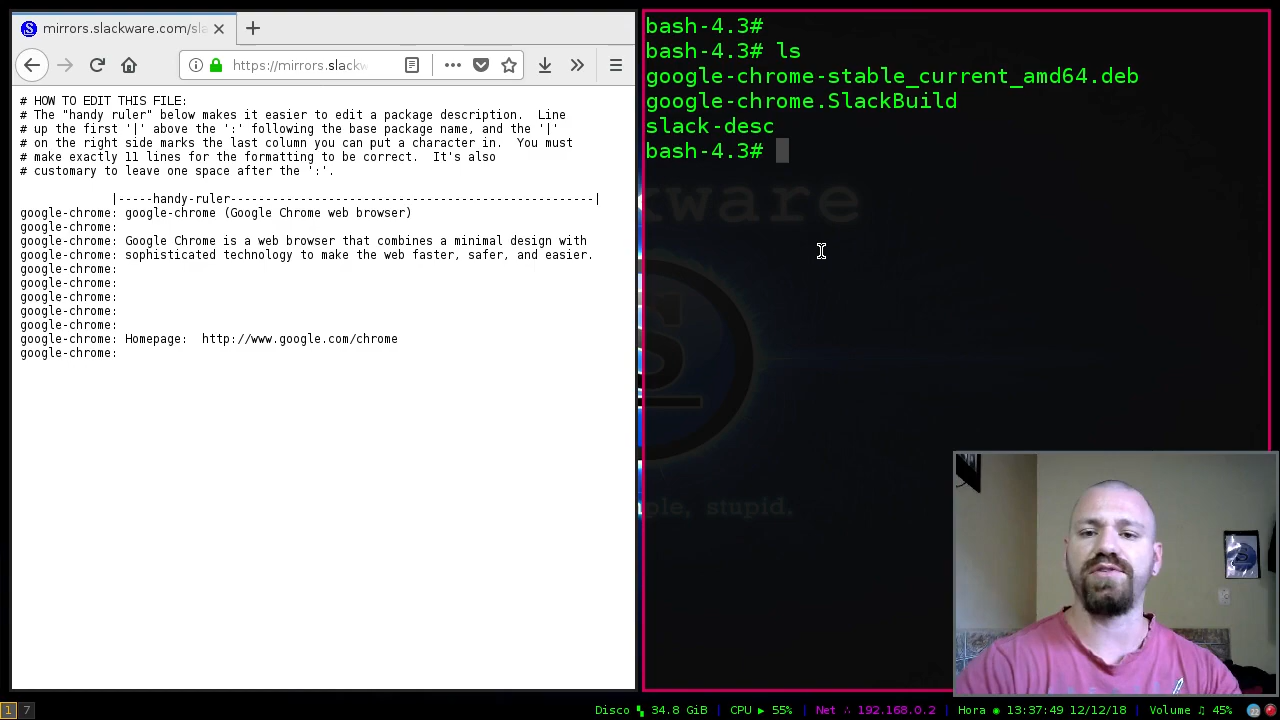 mirrors.slackware.com/sla
https://mirrors.slackw
# HOW TO EDIT THIS FILE:
# The "handy ruler" below makes it easier to edit a package description.  Line
# up the first '|' above the ':' following the base package name, and the '|'
# on the right side marks the last column you can put a character in.  You must
# make exactly 11 lines for the formatting to be correct.  It's also
# customary to leave one space after the ':'.
|-----handy-ruler----------------------------------------------------|
google-chrome: google-chrome (Google Chrome web browser)
google-chrome:
google-chrome: Google Chrome is a web browser that combines a minimal design with
google-chrome: sophisticated technology to make the web faster, safer, and easier.
google-chrome:
google-chrome:
google-chrome:
google-chrome:
google-chrome:
google-chrome: Homepage:  http://www.google.com/chrome
google-chrome:
bash-4.3#
bash-4.3# ls
google-chrome-stable_current_amd64.deb
google-chrome.SlackBuild
slack-desc
bash-4.3#
kware
S
ple, stupid.
1 7
Disco 34.8 GiB | CPU ▶ 55% | Net ∴ 192.168.0.2 | Hora ◉ 13:37:49 12/12/18 | Volume ♫ 45%